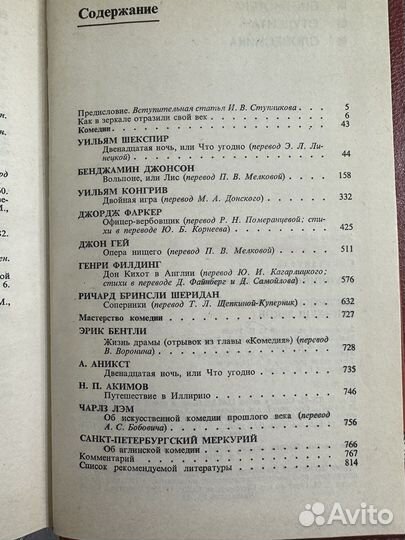 Содержание
Предисловие. Вступительная статья И. В. Ступникова . . . . 5
Как в зеркале отразили свой век . . . . 6
Комедии . . . . 43
УИЛЬЯМ ШЕКСПИР
Двенадцатая ночь, или Что угодно (перевод Э. Л. Ли-
нецкой) . . . . 44
БЕНДЖАМИН ДЖОНСОН
Вольпоне, или Лис (перевод П. В. Мелковой) . . . . 158
УИЛЬЯМ КОНГРИВ
Двойная игра (перевод М. А. Донского) . . . . 332
ДЖОРДЖ ФАРКЕР
Офицер-вербовщик (перевод Р. Н. Померанцевой; сти-
хи в переводе Ю. Б. Корнеева) . . . . 425
ДЖОН ГЕЙ
Опера нищего (перевод П. В. Мелковой) . . . . 511
ГЕНРИ ФИЛДИНГ
Дон Кихот в Англии (перевод Ю. И. Кагарлицкого;
стихи в переводе Д. Файнберг и Д. Самойлова) . . . . 576
РИЧАРД БРИНСЛИ ШЕРИДАН
Соперники (перевод Т. Л. Щепкиной-Куперник) . . . . 632
Мастерство комедии . . . . 727
ЭРИК БЕНТЛИ
Жизнь драмы (отрывок из главы «Комедия») (перевод
В. Воронина) . . . . 728
А. АНИКСТ
Двенадцатая ночь, или Что угодно . . . . 735
Н. П. АКИМОВ
Путешествие в Иллирию . . . . 746
ЧАРЛЗ ЛЭМ
Об искусственной комедии прошлого века (перевод
А. С. Бобовича) . . . . 756
САНКТ-ПЕТЕРБУРГСКИЙ МЕРКУРИЙ
Об аглинской комедии . . . . 766
Комментарий . . . . 767
Список рекомендуемой литературы . . . . 814
Avito